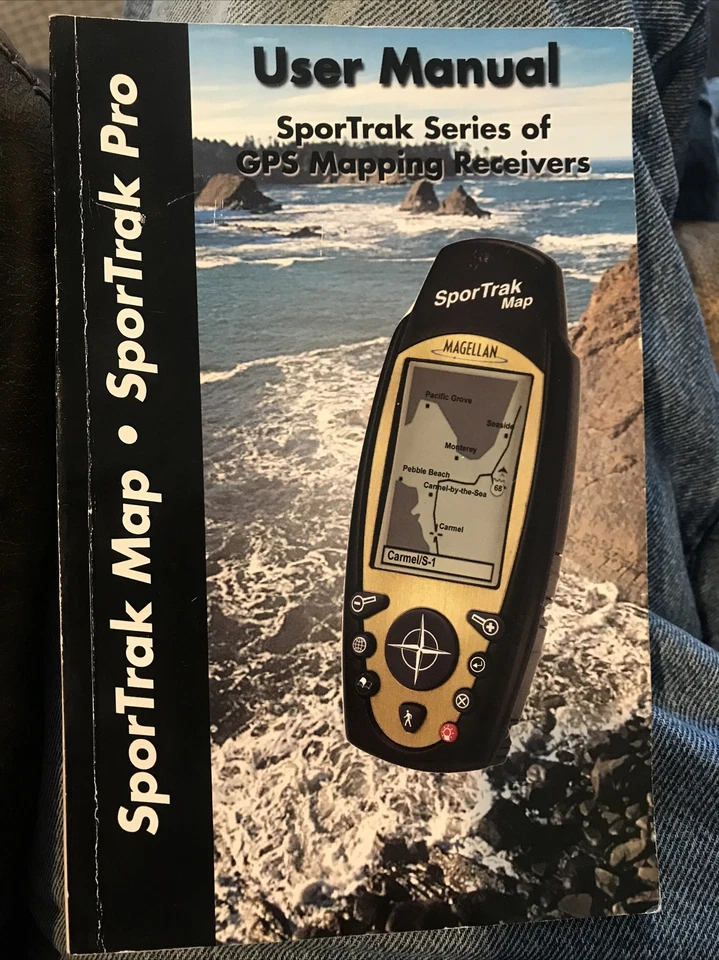 User Manual
SporTrak Series of
GPS Mapping Receivers
SporTrak Map • SporTrak Pro
SporTrak
Map
MAGELLAN
Pacific Grove
Seaside
Monterey
Pebble Beach
68
Carmel-by-the-Sea
Carmel
Carmel/S-1